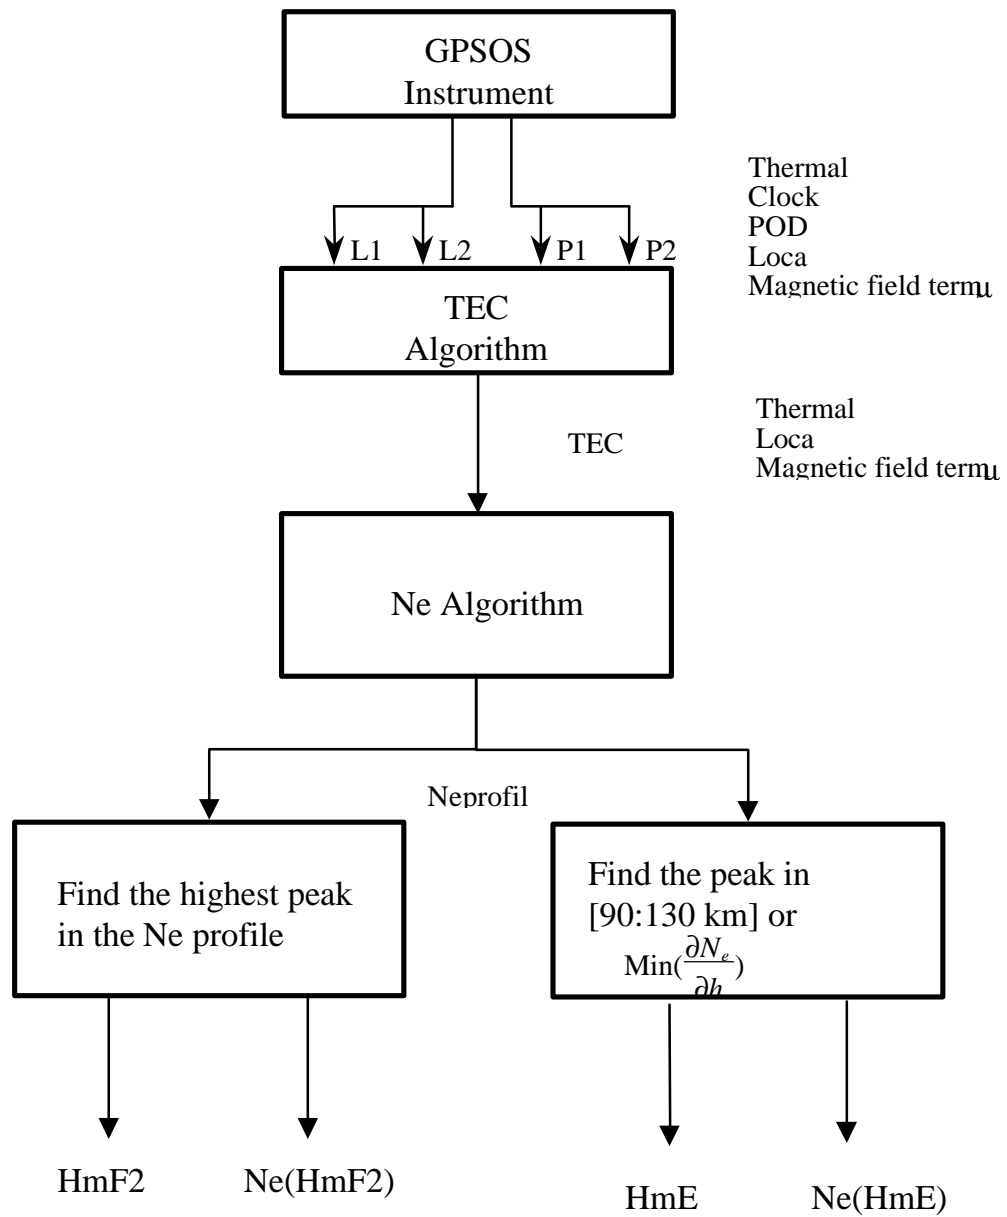 GPSOS
Instrument
Thermal
Clock
POD
Loca
Magnetic field termµ
L1
L2
P1
P2
TEC
Algorithm
TEC
Thermal
Loca
Magnetic field termµ
Ne Algorithm
Neprofil
Find the highest peak
in the Ne profile
Find the peak in
[90:130 km] or
Min(∂Ne/∂h)
HmF2
Ne(HmF2)
HmE
Ne(HmE)